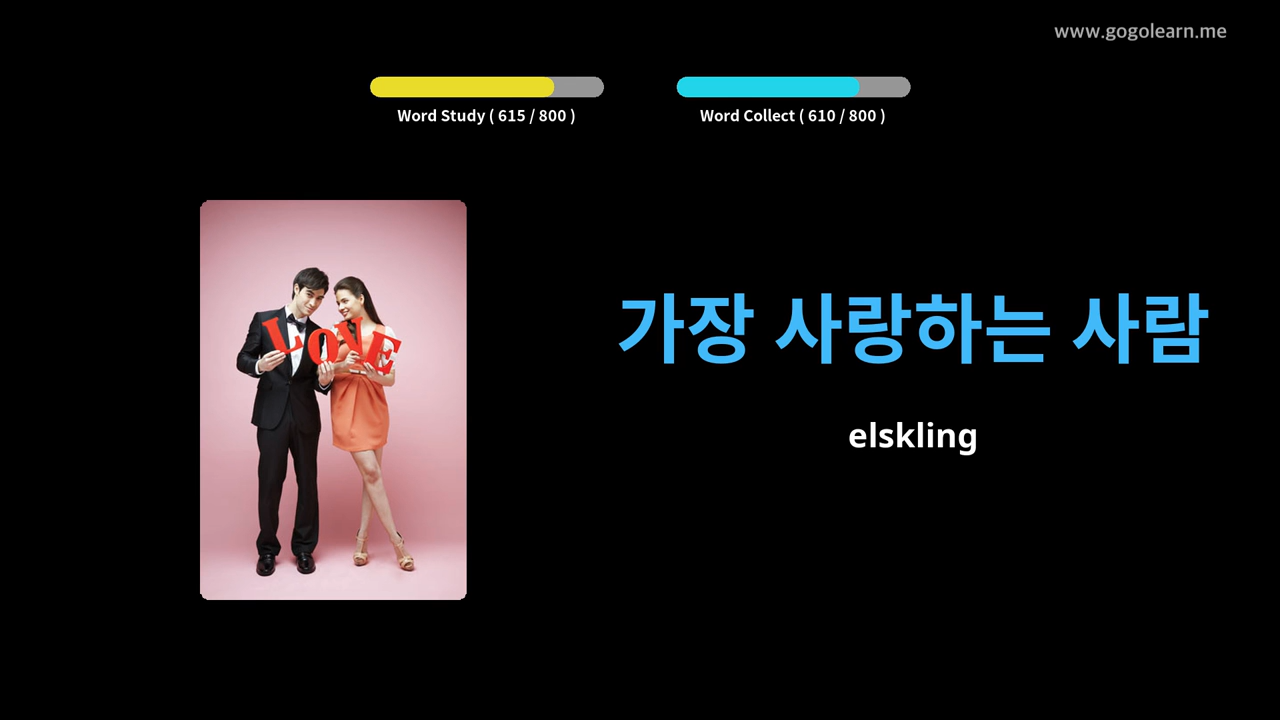 www.gogolearn.me
Word Study ( 615 / 800 )
Word Collect ( 610 / 800 )
LOVE
가장 사랑하는 사람
elskling